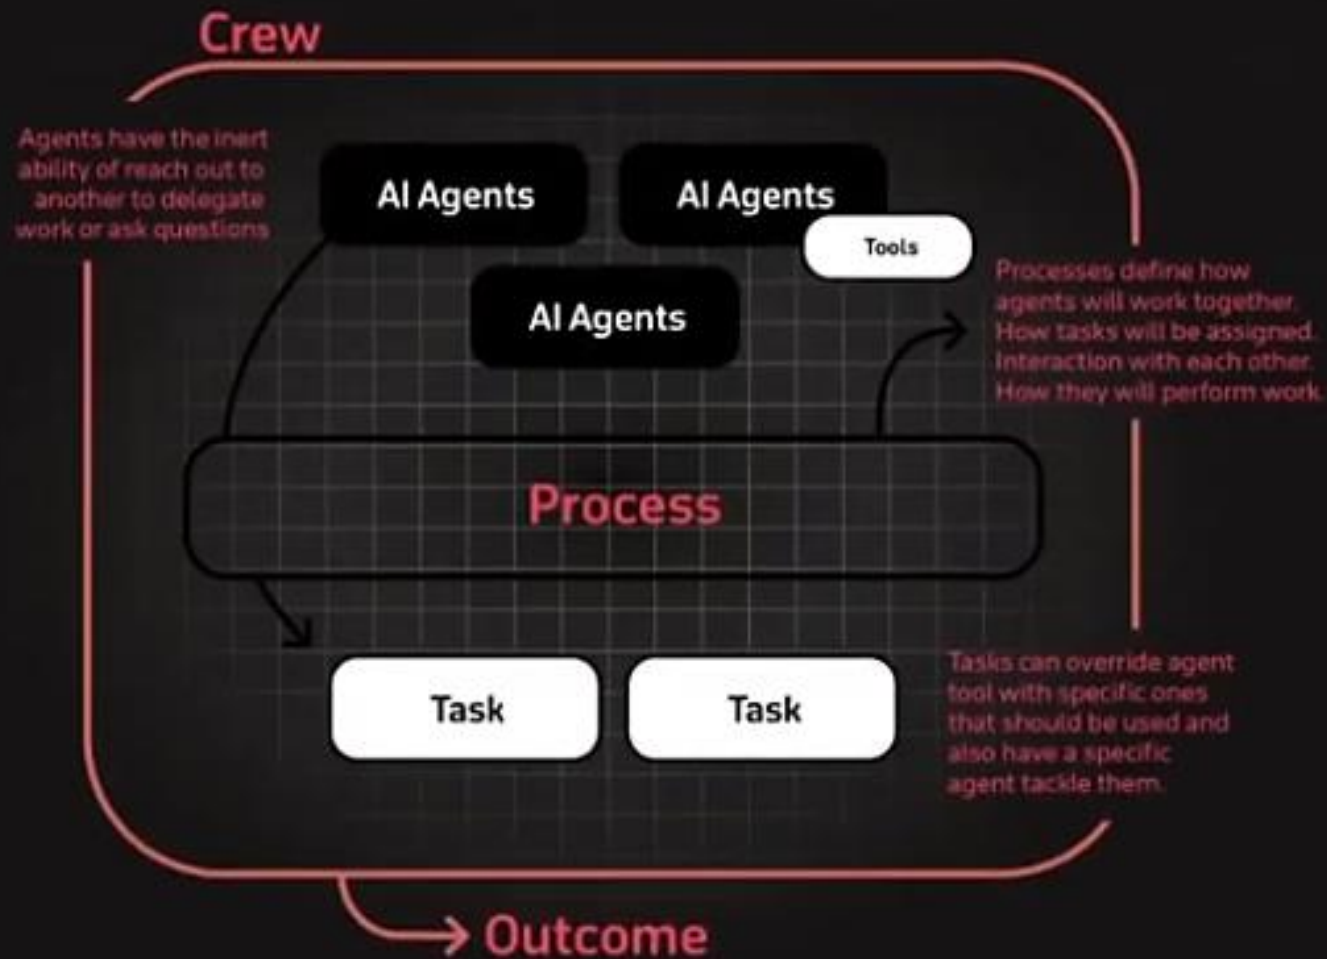 Crew
Agents have the inert
ability of reach out to
another to delegate
work or ask questions
AI Agents
AI Agents
Tools
AI Agents
Processes define how
agents will work together.
How tasks will be assigned.
Interaction with each other.
How they will perform work.
Process
Task
Task
Tasks can override agent
tool with specific ones
that should be used and
also have a specific
agent tackle them.
Outcome